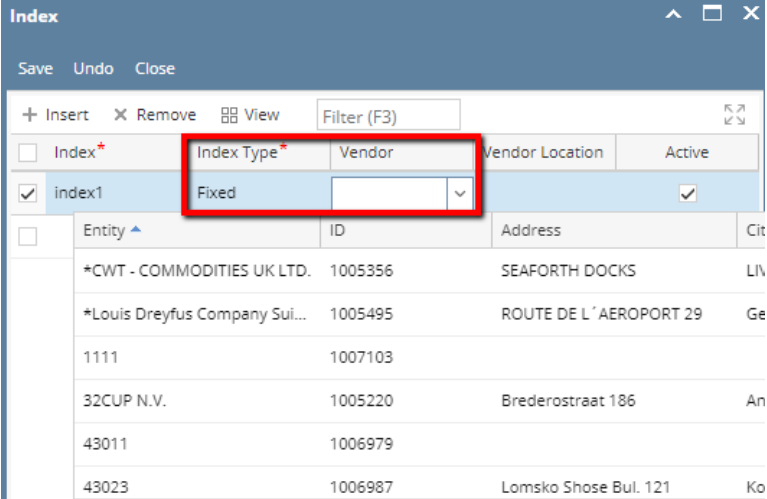 Index
Save Undo Close
+ Insert × Remove View Filter (F3)
Index* Index Type* Vendor Vendor Location Active
index1 Fixed
Entity ID Address
*CWT - COMMODITIES UK LTD. 1005356 SEAFORTH DOCKS
*Louis Dreyfus Company Sui... 1005495 ROUTE DE L´AEROPORT 29
1111 1007103
32CUP N.V. 1005220 Brederostraat 186
43011 1006979
43023 1006987 Lomsko Shose Bul. 121